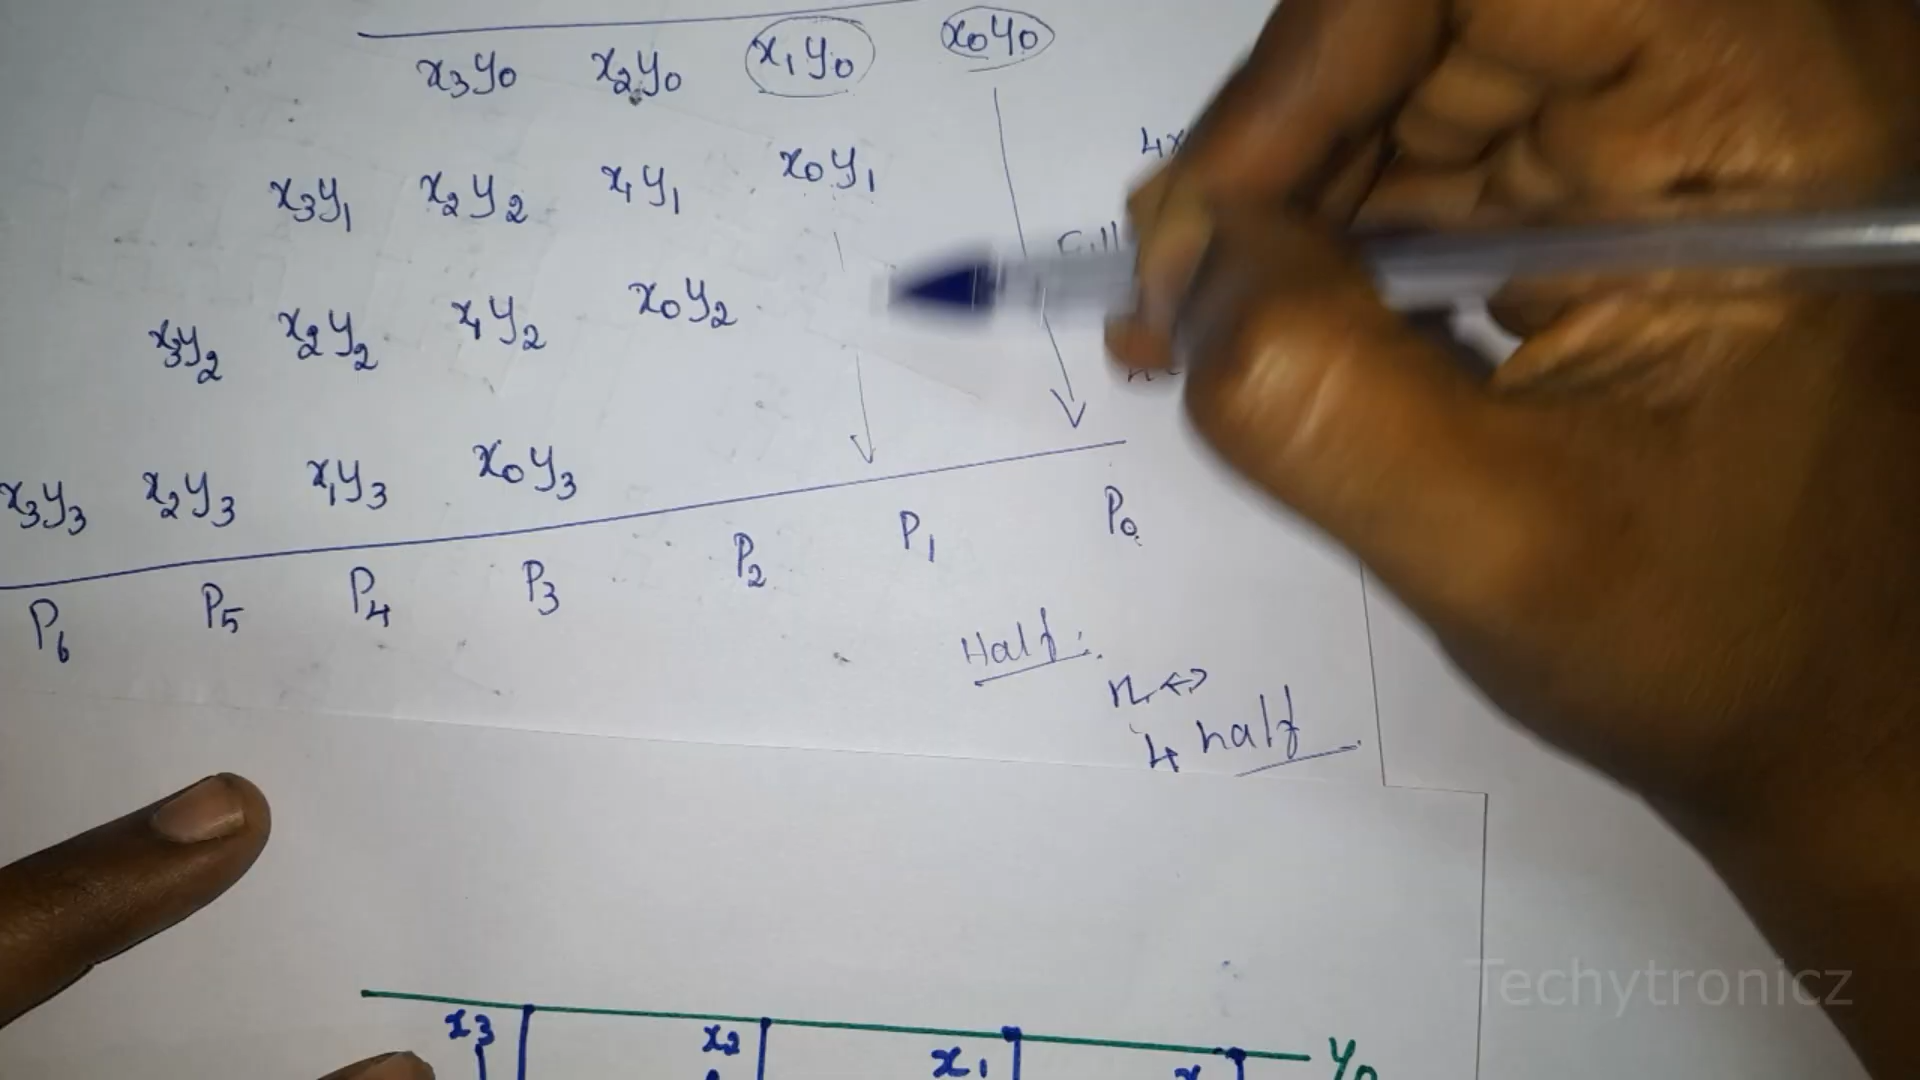 x3y0 x2y0 x1y0 x0y0
x3y1 x2y2 x1y1 x0y1
x3y2 x2y2 x1y2 x0y2
x3y3 x2y3 x1y3 x0y3
P6 P5 P4 P3 P2 P1 P0
Half:
n ↔
4 half
Techytronicz
x3 x2 x1 y0